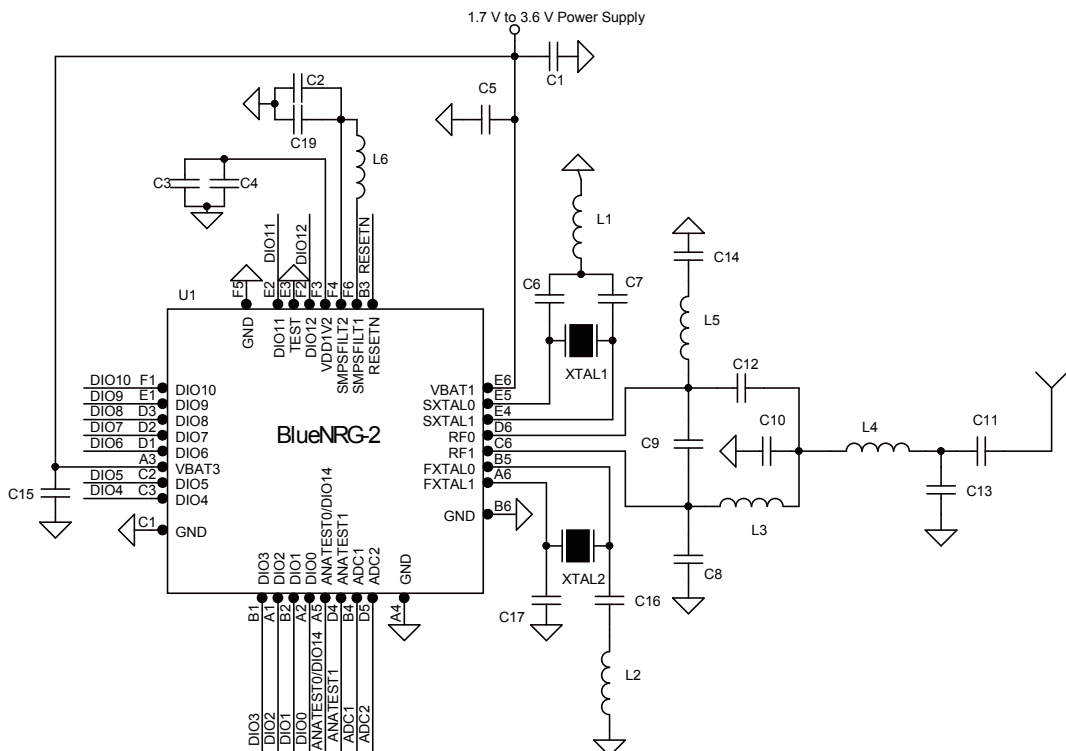 1.7 V to 3.6 V Power Supply
C1
C2
C5
C19
L6
C3
C4
L1
DIO11
DIO12
RESETN
C14
C6
C7
U1
F5
E2
E3
F2
F3
F4
F6
B3
L5
GND
DIO11
TEST
DIO12
VDD1V2
SMPSFILT2
SMPSFILT1
RESETN
XTAL1
C12
DIO10 F1 DIO10
DIO9 E1 DIO9
DIO8 D3 DIO8
DIO7 D2 DIO7
DIO6 D1 DIO6
A3 VBAT3
DIO5 C2 DIO5
DIO4 C3 DIO4
C1 GND
C15
BlueNRG-2
VBAT1 E6
SXTAL0 E5
SXTAL1 E4
RF0 D6
RF1 C6
FXTAL0 B5
FXTAL1 A6
GND B6
C9
C10
L4
C11
C13
L3
XTAL2
C8
C17
C16
L2
DIO3
DIO2
DIO1
DIO0
ANATEST0/DIO14
ANATEST1
ADC1
ADC2
GND
B1
A1
B2
A2
A5
D4
B4
D5
A4
DIO3
DIO2
DIO1
DIO0
ANATEST0/DIO14
ANATEST1
ADC1
ADC2